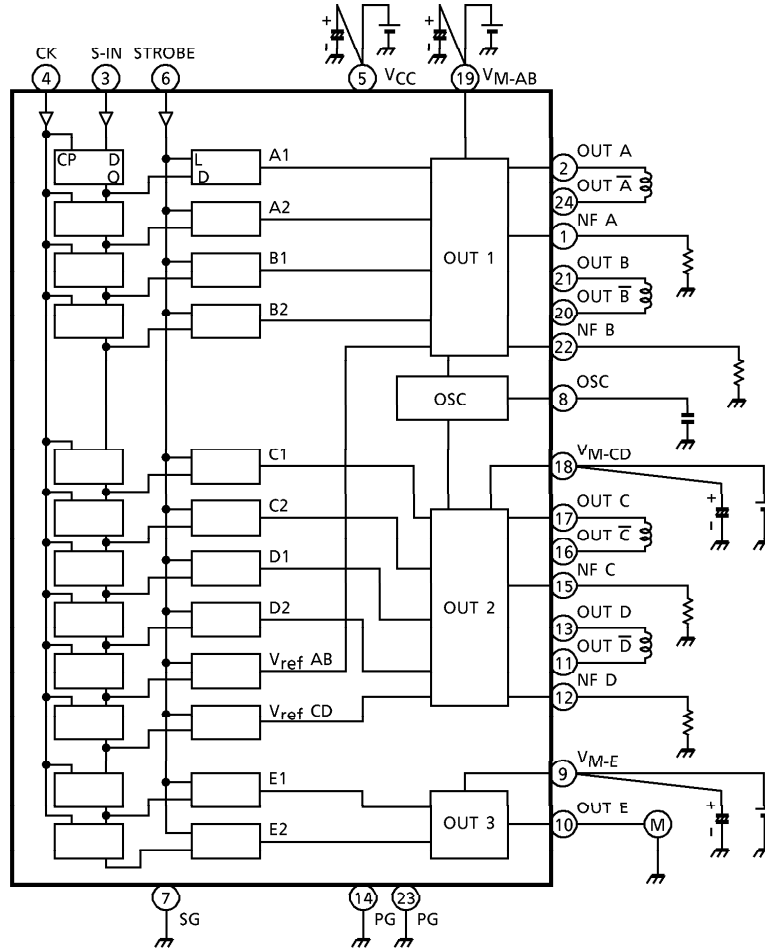 CK S-IN STROBE
4 3 6 5 VCC 19 VM-AB
+ -
+ -
CP D
Q
L
D
A1
A2
B1
B2
OUT 1
2 OUT A
24 OUT A̅
1 NF A
21 OUT B
20 OUT B̅
22 NF B
OSC
8 OSC
C1
C2
D1
D2
Vref AB
Vref CD
OUT 2
18 VM-CD
+ -
17 OUT C
16 OUT C̅
15 NF C
13 OUT D
11 OUT D̅
12 NF D
E1
E2
OUT 3
9 VM-E
+ -
10 OUT E
M
7 SG
14 PG
23 PG